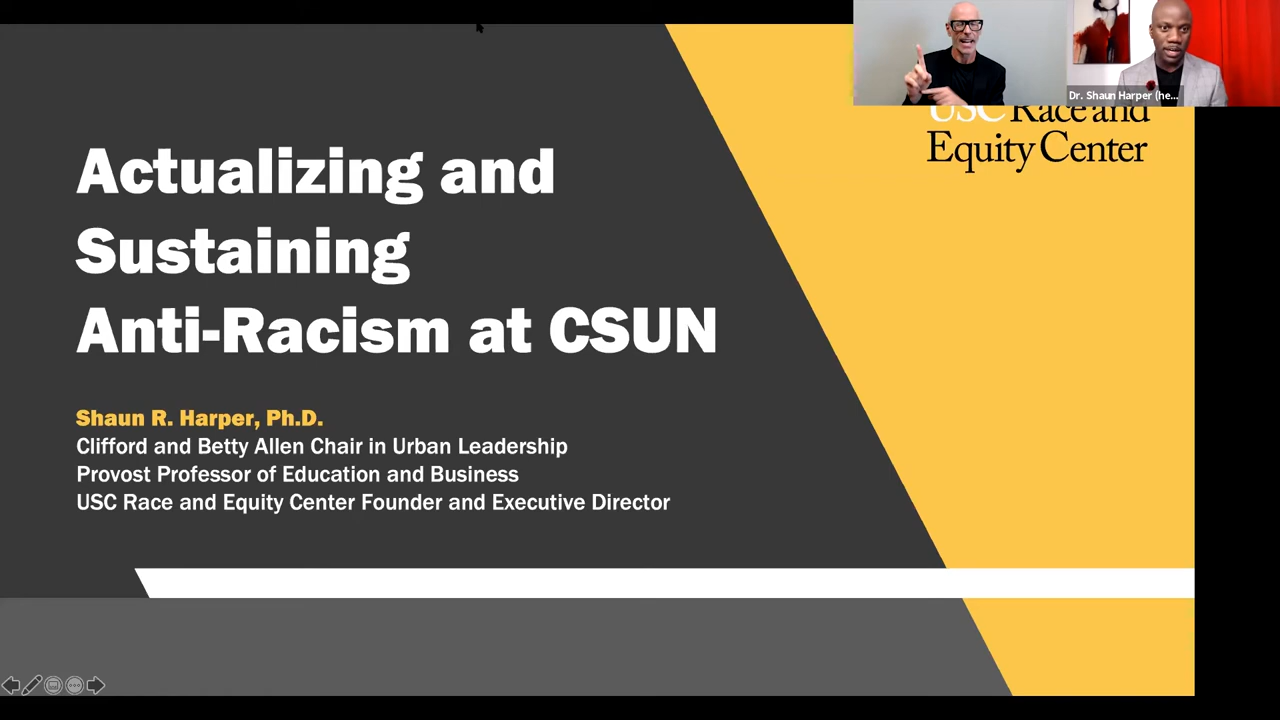 Dr. Shaun Harper (he...
USC Race and
Equity Center
Actualizing and
Sustaining
Anti-Racism at CSUN
Shaun R. Harper, Ph.D.
Clifford and Betty Allen Chair in Urban Leadership
Provost Professor of Education and Business
USC Race and Equity Center Founder and Executive Director